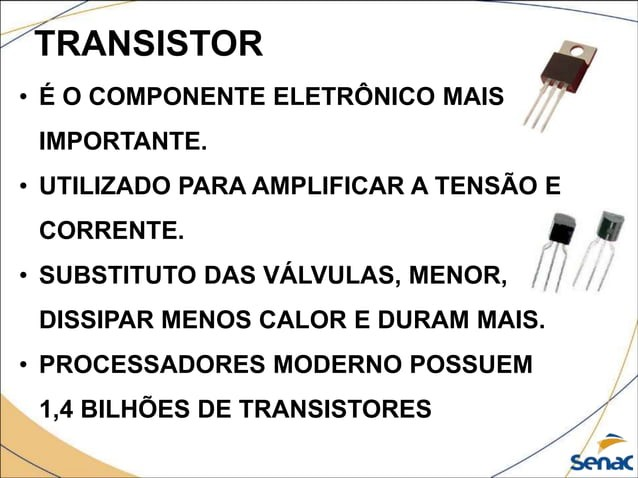 TRANSISTOR
• É O COMPONENTE ELETRÔNICO MAIS
IMPORTANTE.
• UTILIZADO PARA AMPLIFICAR A TENSÃO E
CORRENTE.
• SUBSTITUTO DAS VÁLVULAS, MENOR,
DISSIPAR MENOS CALOR E DURAM MAIS.
• PROCESSADORES MODERNO POSSUEM
1,4 BILHÕES DE TRANSISTORES
Senac